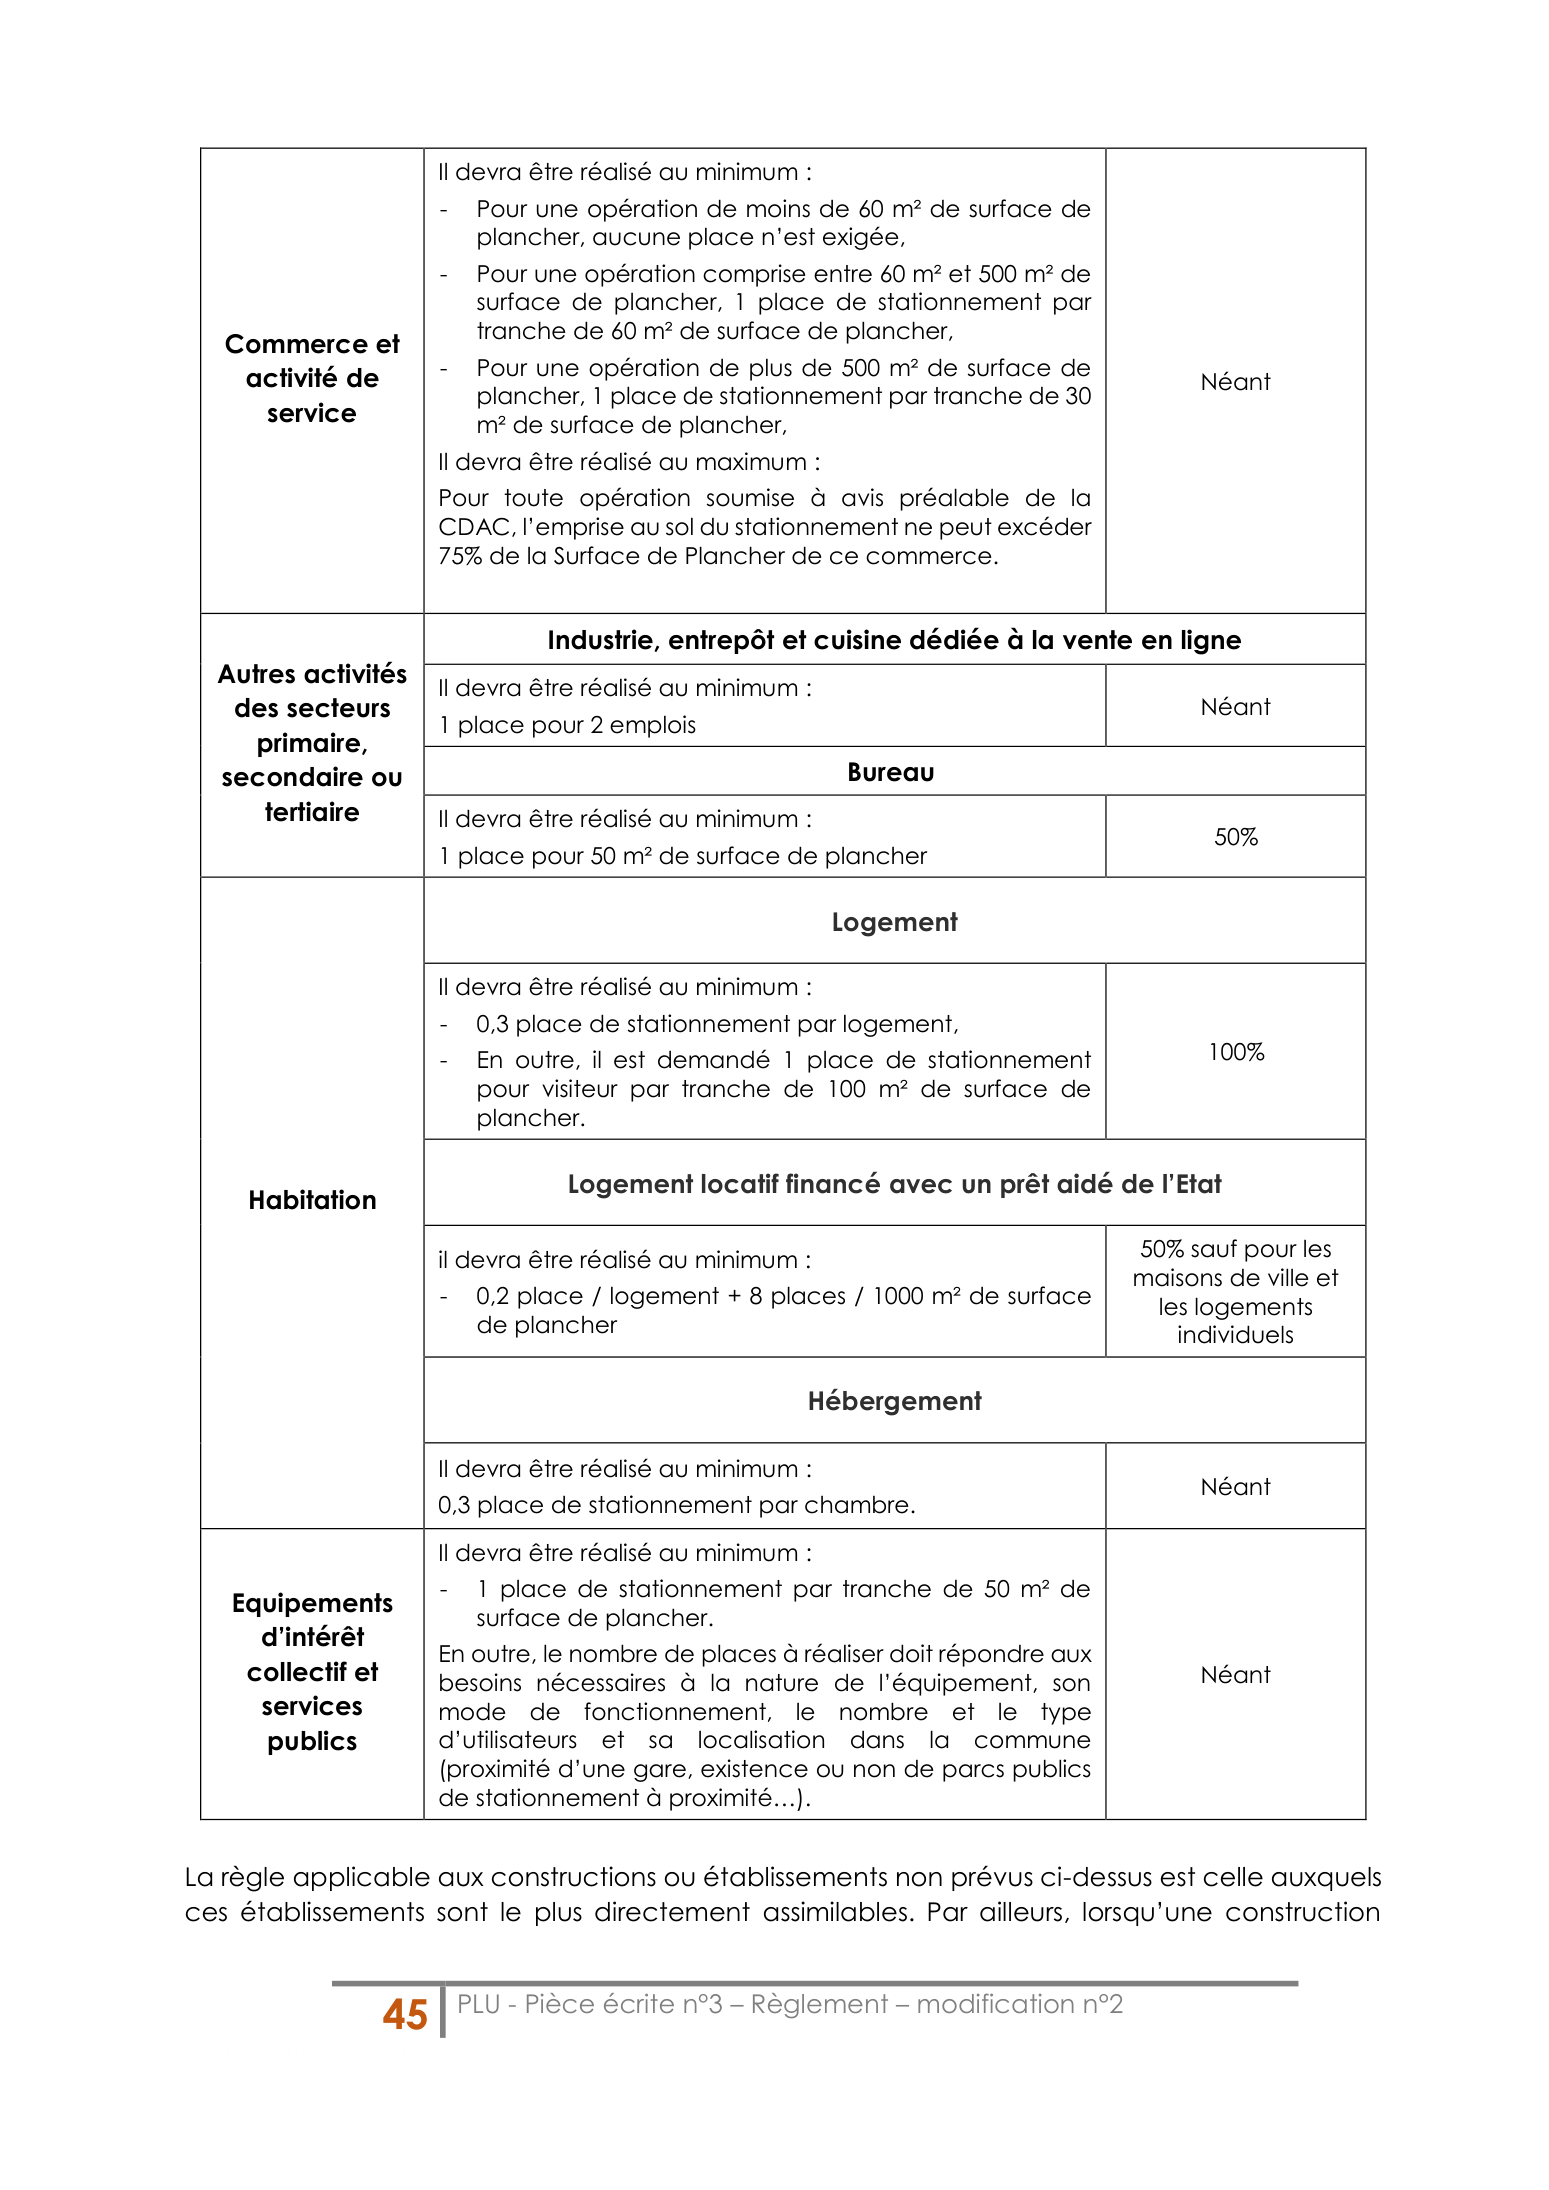 Commerce et
activité de
service
Il devra être réalisé au minimum :
- Pour une opération de moins de 60 m² de surface de
plancher, aucune place n’est exigée,
- Pour une opération comprise entre 60 m² et 500 m² de
surface de plancher, 1 place de stationnement par
tranche de 60 m² de surface de plancher,
- Pour une opération de plus de 500 m² de surface de
plancher, 1 place de stationnement par tranche de 30
m² de surface de plancher,
Il devra être réalisé au maximum :
Pour toute opération soumise à avis préalable de la
CDAC, l’emprise au sol du stationnement ne peut excéder
75% de la Surface de Plancher de ce commerce.
Néant
Autres activités
des secteurs
primaire,
secondaire ou
tertiaire
Industrie, entrepôt et cuisine dédiée à la vente en ligne
Il devra être réalisé au minimum :
1 place pour 2 emplois
Néant
Bureau
Il devra être réalisé au minimum :
1 place pour 50 m² de surface de plancher
50%
Habitation
Logement
Il devra être réalisé au minimum :
- 0,3 place de stationnement par logement,
- En outre, il est demandé 1 place de stationnement
pour visiteur par tranche de 100 m² de surface de
plancher.
100%
Logement locatif financé avec un prêt aidé de l’Etat
il devra être réalisé au minimum :
- 0,2 place / logement + 8 places / 1000 m² de surface
de plancher
50% sauf pour les
maisons de ville et
les logements
individuels
Hébergement
Il devra être réalisé au minimum :
0,3 place de stationnement par chambre.
Néant
Equipements
d’intérêt
collectif et
services
publics
Il devra être réalisé au minimum :
- 1 place de stationnement par tranche de 50 m² de
surface de plancher.
En outre, le nombre de places à réaliser doit répondre aux
besoins nécessaires à la nature de l’équipement, son
mode de fonctionnement, le nombre et le type
d’utilisateurs et sa localisation dans la commune
(proximité d’une gare, existence ou non de parcs publics
de stationnement à proximité…).
Néant
La règle applicable aux constructions ou établissements non prévus ci-dessus est celle auxquels
ces établissements sont le plus directement assimilables. Par ailleurs, lorsqu’une construction
45 PLU - Pièce écrite n°3 – Règlement – modification n°2